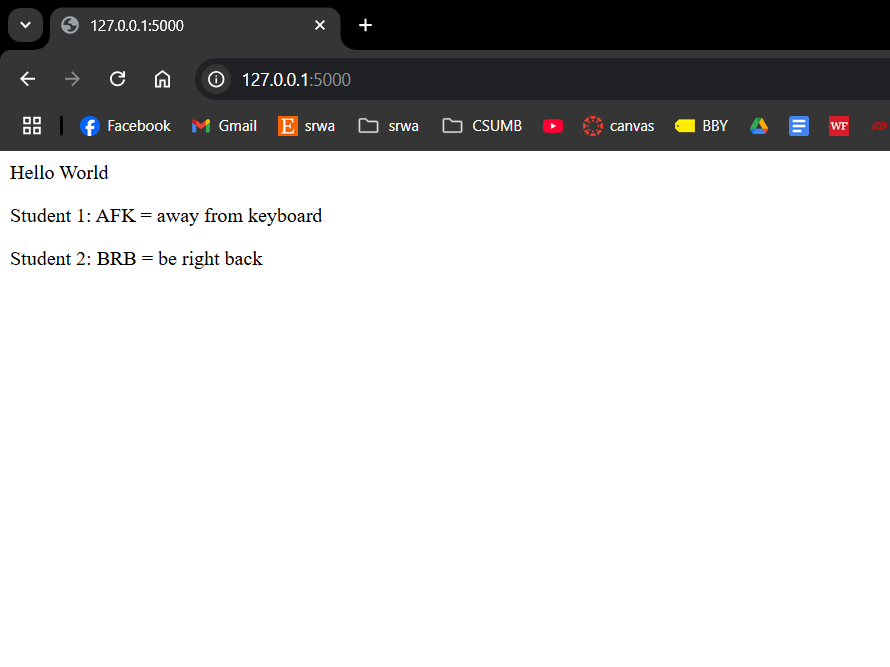 127.0.0.1:5000
127.0.0.1:5000
Facebook Gmail E srwa srwa CSUMB canvas BBY WF
Hello World
Student 1: AFK = away from keyboard
Student 2: BRB = be right back